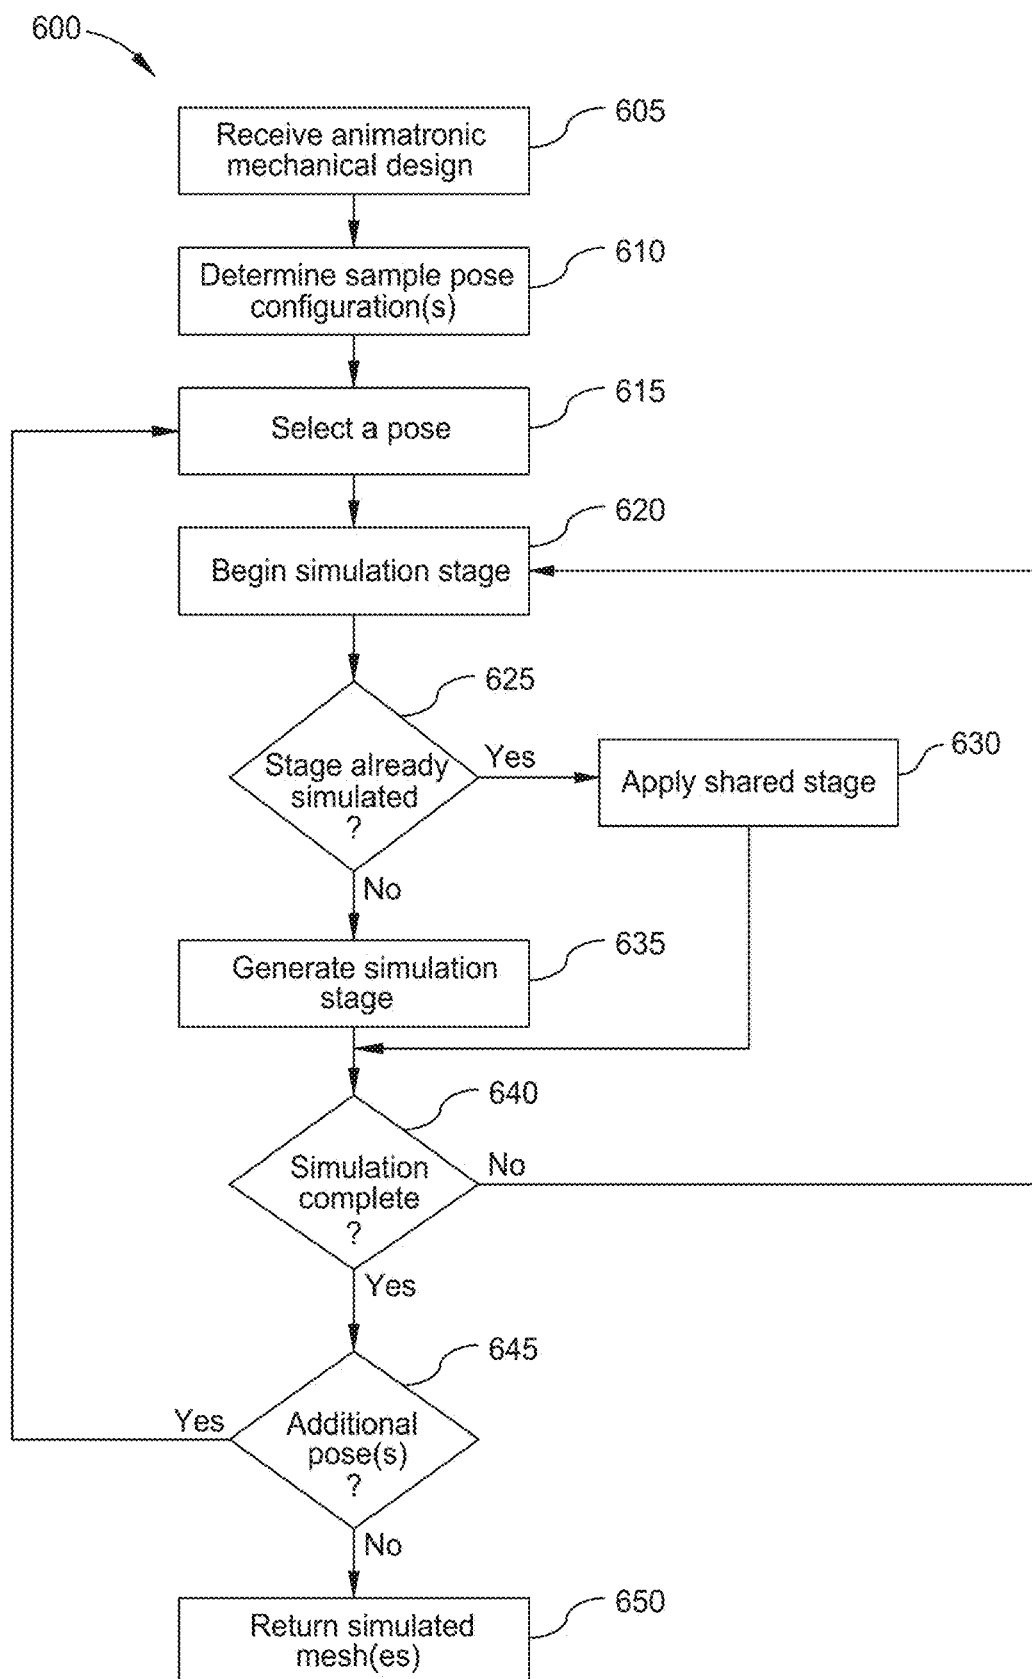 600
605
Receive animatronic
mechanical design
610
Determine sample pose
configuration(s)
615
Select a pose
620
Begin simulation stage
625
Stage already
simulated
?
Yes
630
Apply shared stage
No
635
Generate simulation
stage
640
Simulation
complete
?
No
Yes
645
Yes
Additional
pose(s)
?
No
650
Return simulated
mesh(es)